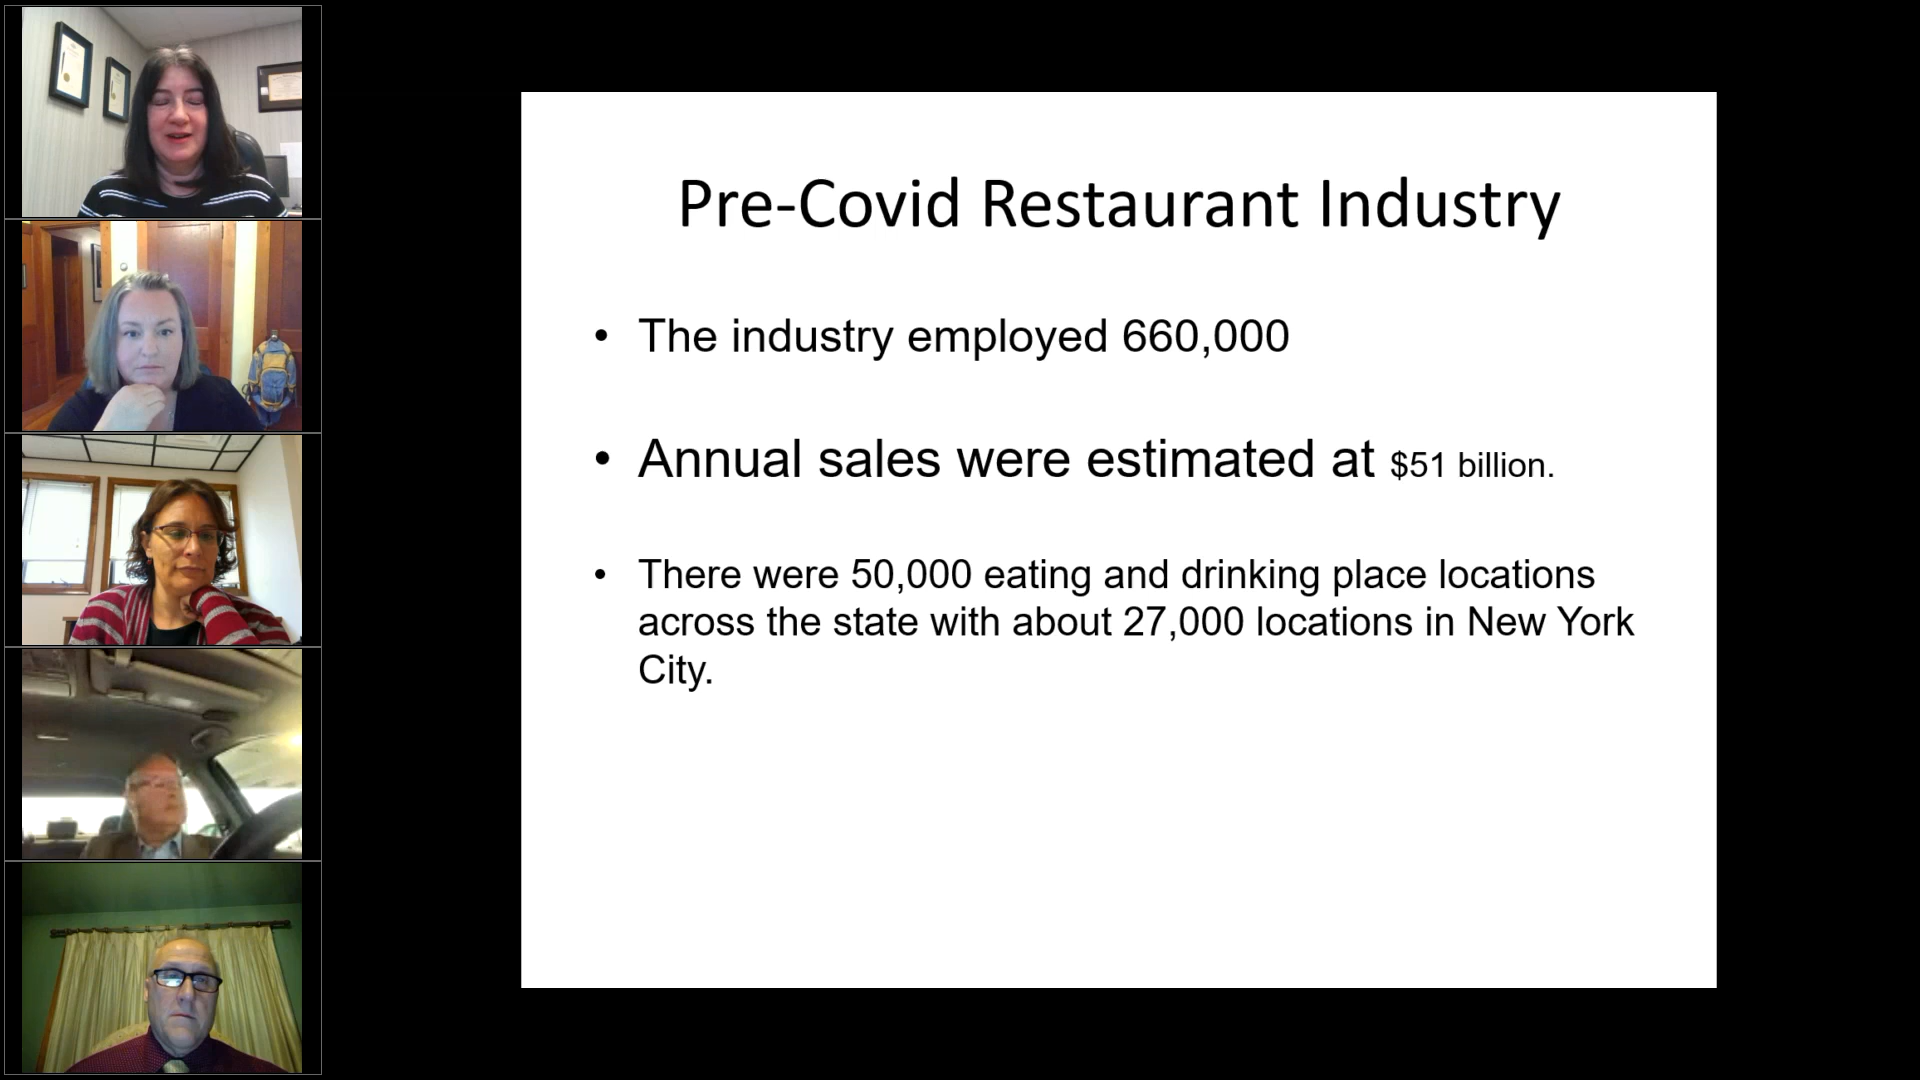 Pre-Covid Restaurant Industry
• The industry employed 660,000
• Annual sales were estimated at $51 billion.
• There were 50,000 eating and drinking place locations
across the state with about 27,000 locations in New York
City.